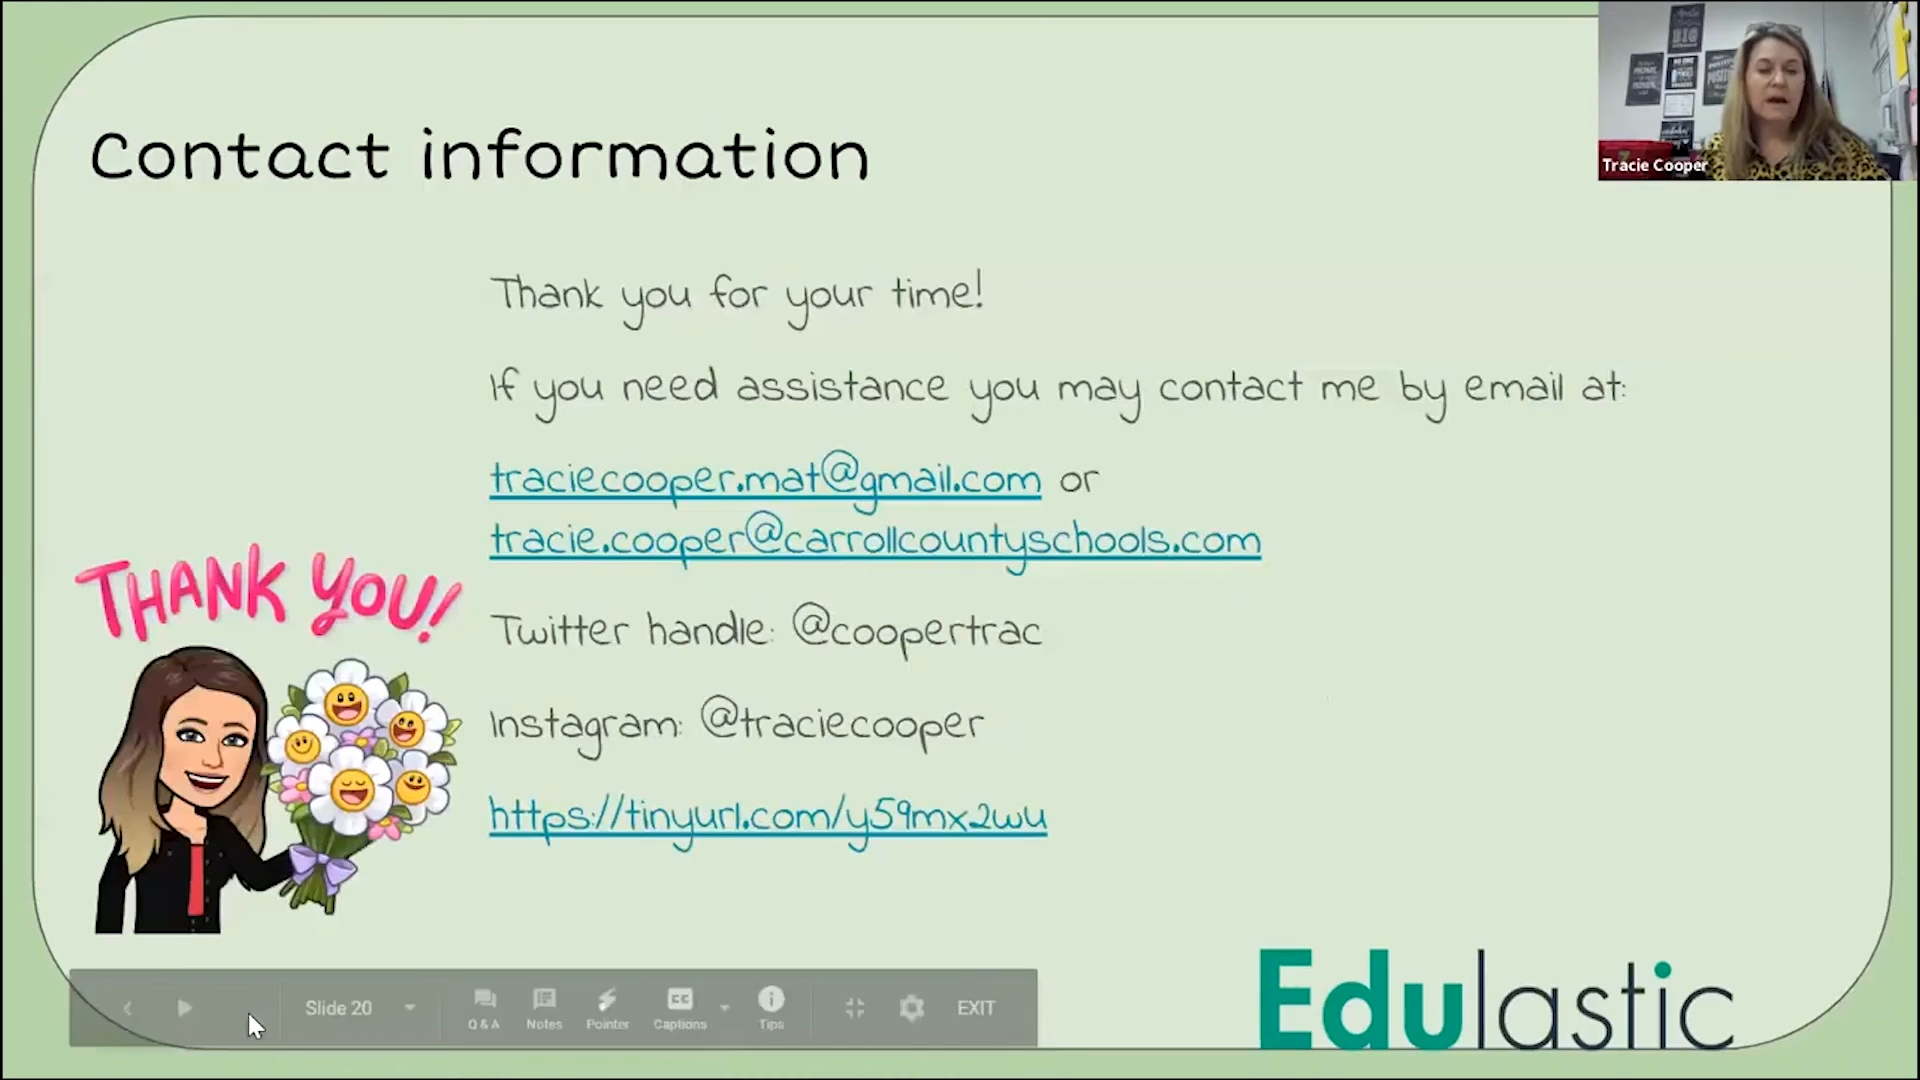 Contact information
Tracie Cooper
Thank you for your time!
If you need assistance you may contact me by email at:
traciecooper.mat@gmail.com or
tracie.cooper@carrollcountyschools.com
THANK YOU!
Twitter handle: @coopertrac
Instagram: @traciecooper
https://tinyurl.com/y59mx2wu
Slide 20
Q & A
Notes
Pointer
CC
Captions
Tips
EXIT
Edulastic